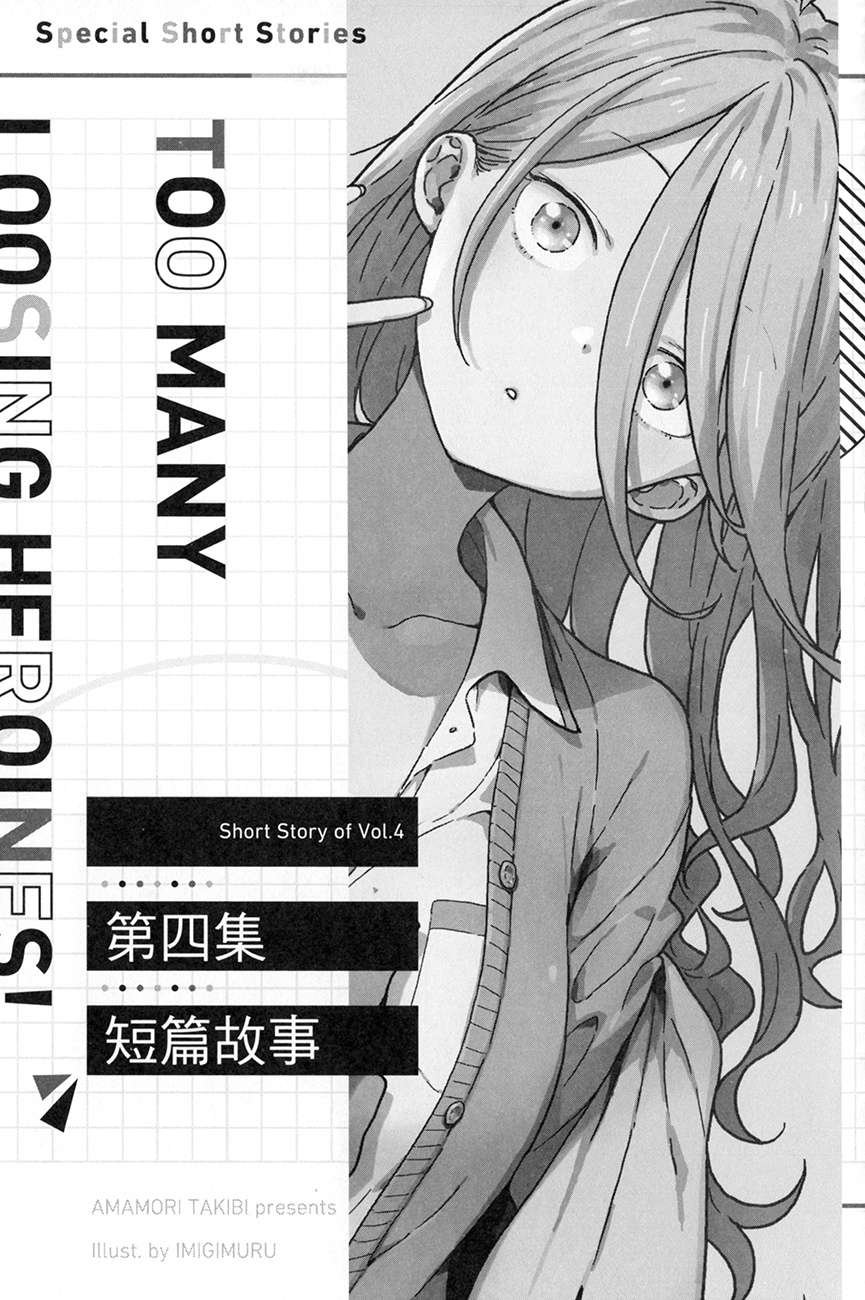 Special Short Stories
TOO MANY
LOOSING HEROINES!
Short Story of Vol.4
第四集
短篇故事
AMAMORI TAKIBI presents
Illust. by IMIGIMURU